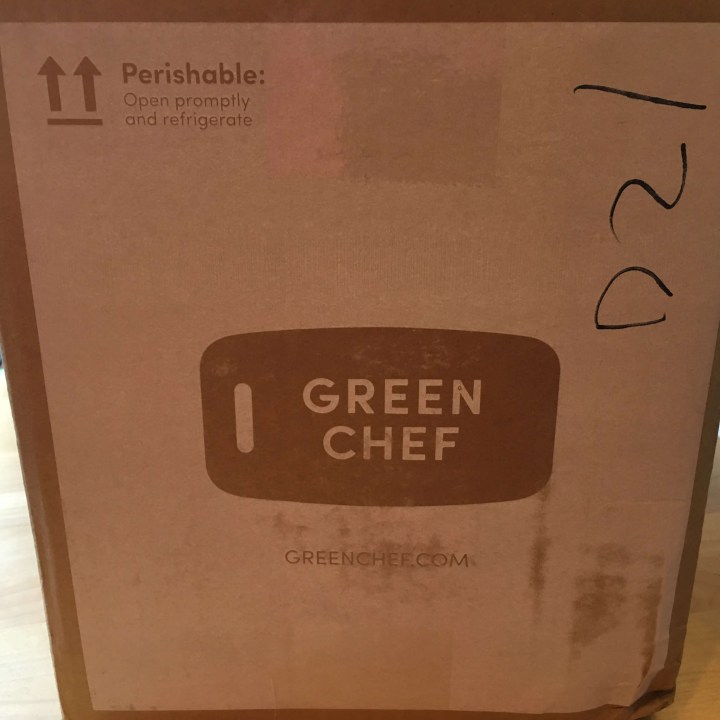 Perishable:
Open promptly
and refrigerate
D21
GREEN
CHEF
GREENCHEF.COM